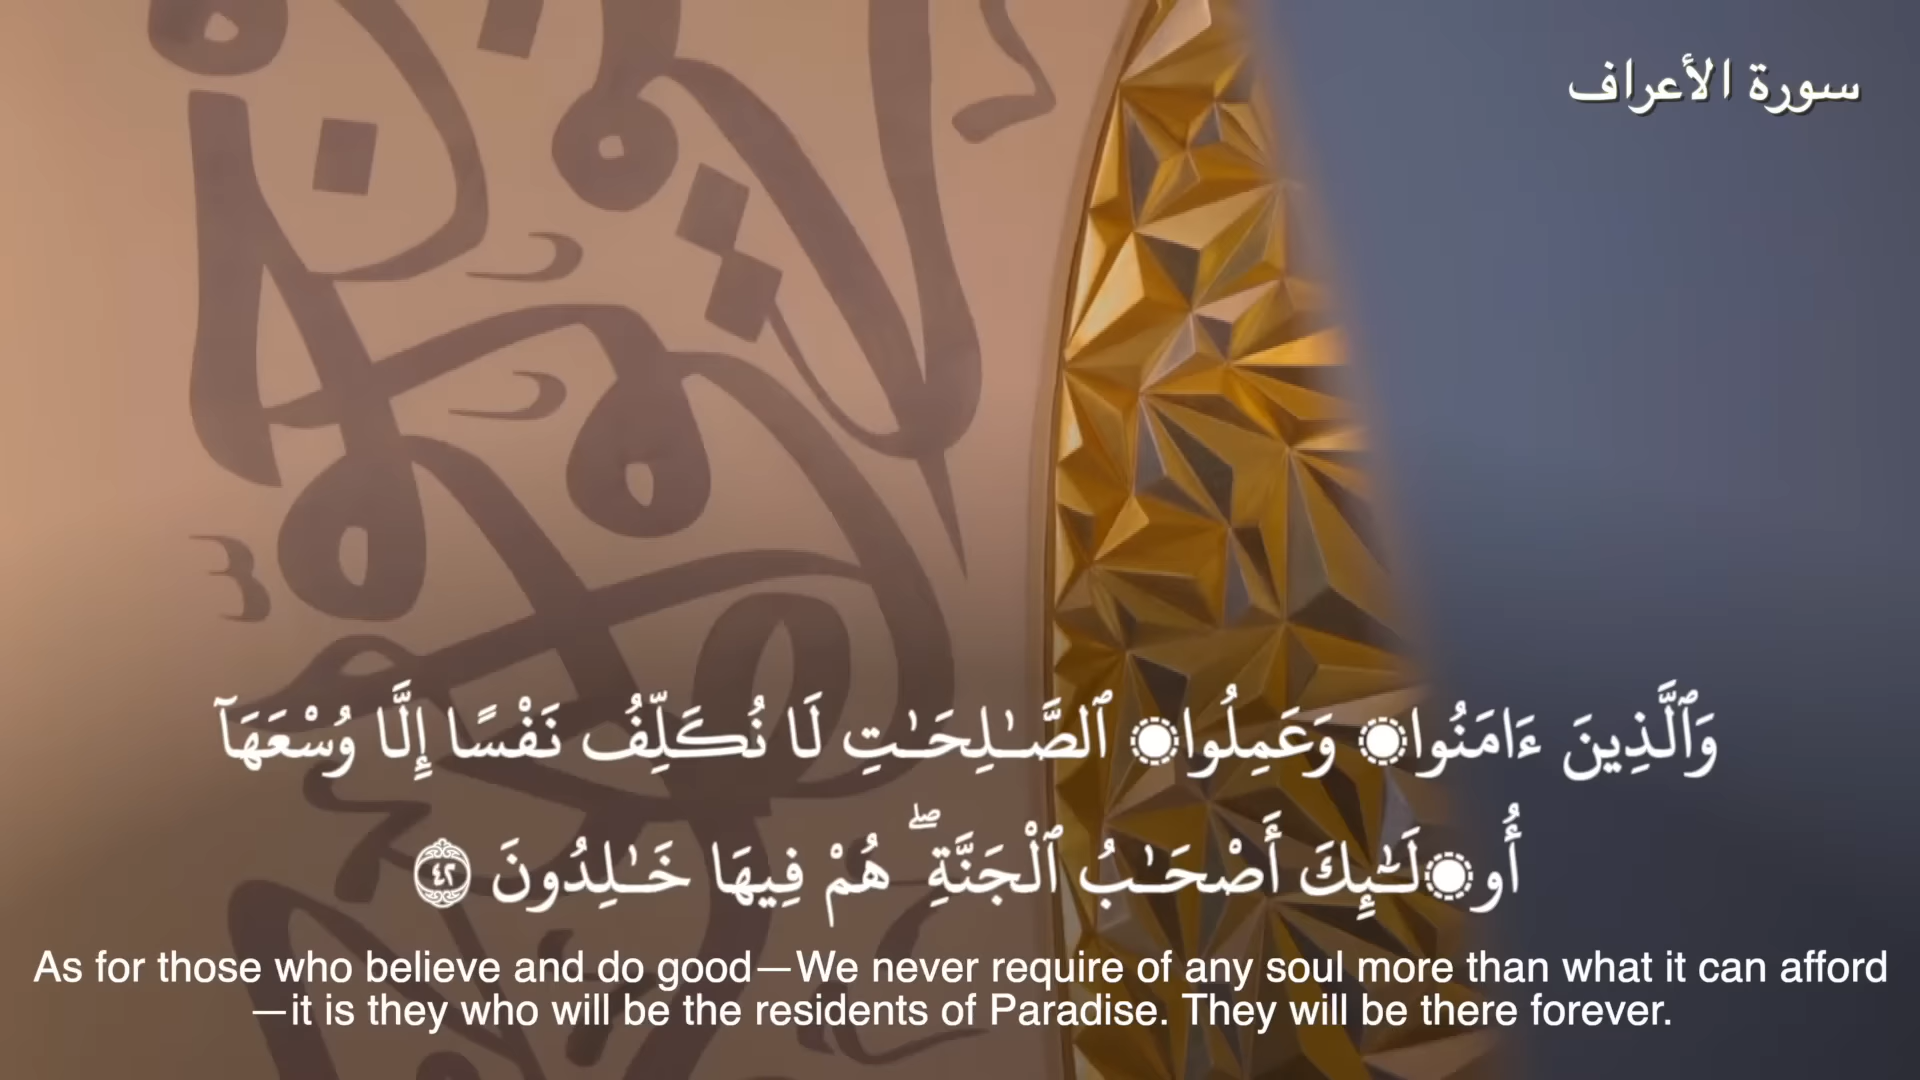 سورة الأعراف
وَٱلَّذِينَ ءَامَنُوا۟ وَعَمِلُوا۟ ٱلصَّـٰلِحَـٰتِ لَا نُكَلِّفُ نَفْسًا إِلَّا وُسْعَهَآ
أُو۟لَـٰٓئِكَ أَصْحَـٰبُ ٱلْجَنَّةِ ۖ هُمْ فِيهَا خَـٰلِدُونَ ٤٢
As for those who believe and do good—We never require of any soul more than what it can afford
—it is they who will be the residents of Paradise. They will be there forever.